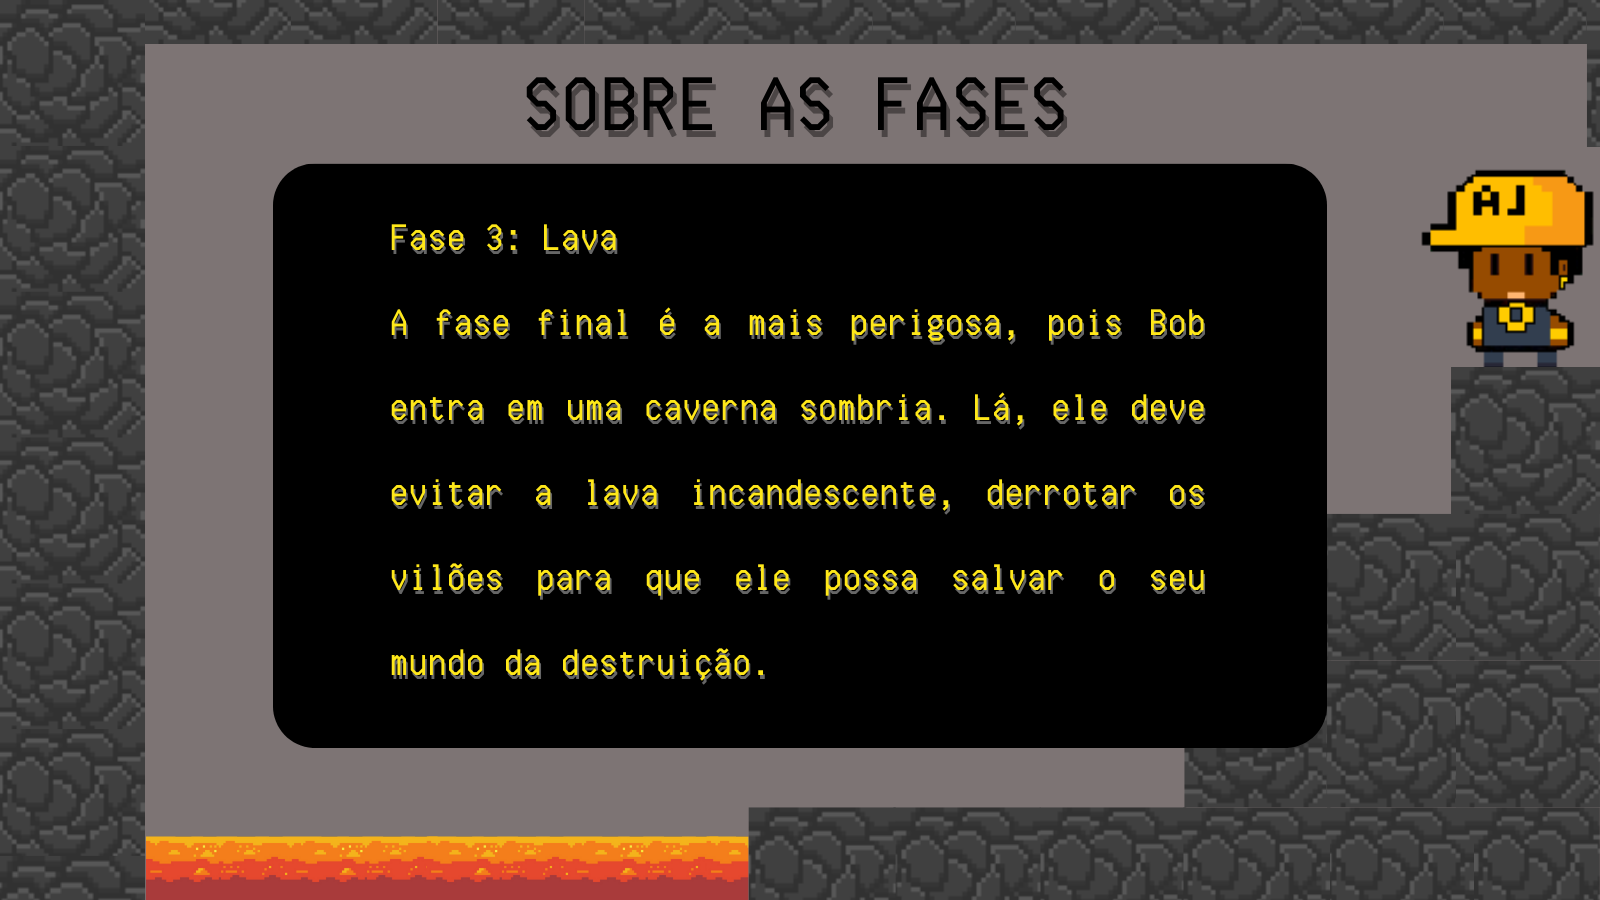 SOBRE AS FASES
AJ
Fase 3: Lava
A fase final é a mais perigosa, pois Bob
entra em uma caverna sombria. Lá, ele deve
evitar a lava incandescente, derrotar os
vilões para que ele possa salvar o seu
mundo da destruição.